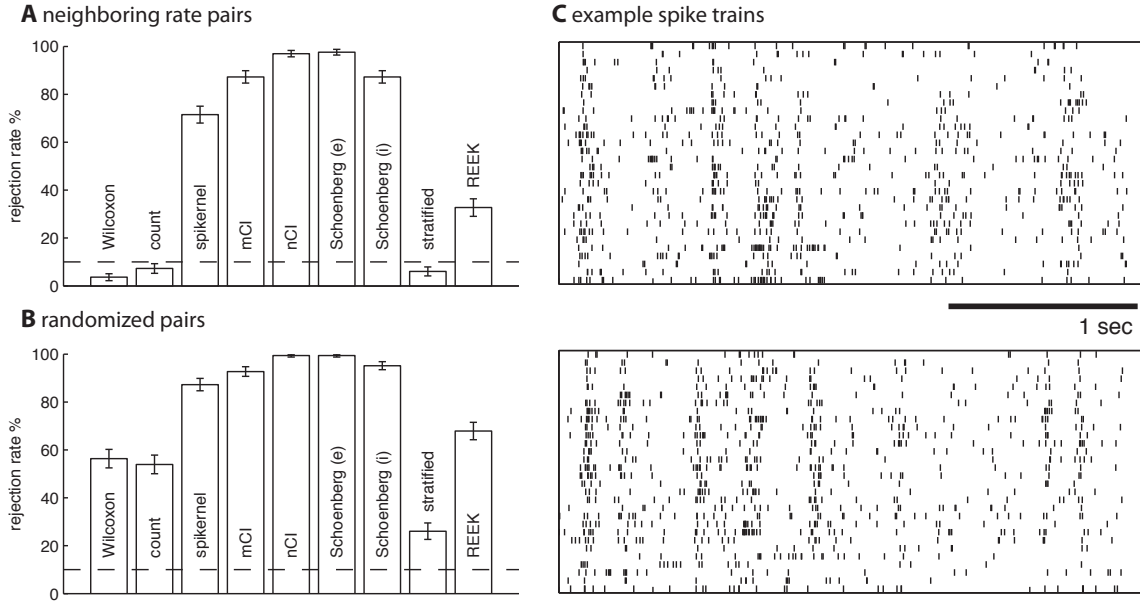 A neighboring rate pairs
100
80
60
40
20
0
rejection rate %
Wilcoxon
count
spikernel
mCI
nCI
Schoenberg (e)
Schoenberg (i)
stratified
REEK
B randomized pairs
100
80
60
40
20
0
rejection rate %
Wilcoxon
count
spikernel
mCI
nCI
Schoenberg (e)
Schoenberg (i)
stratified
REEK
C example spike trains
1 sec